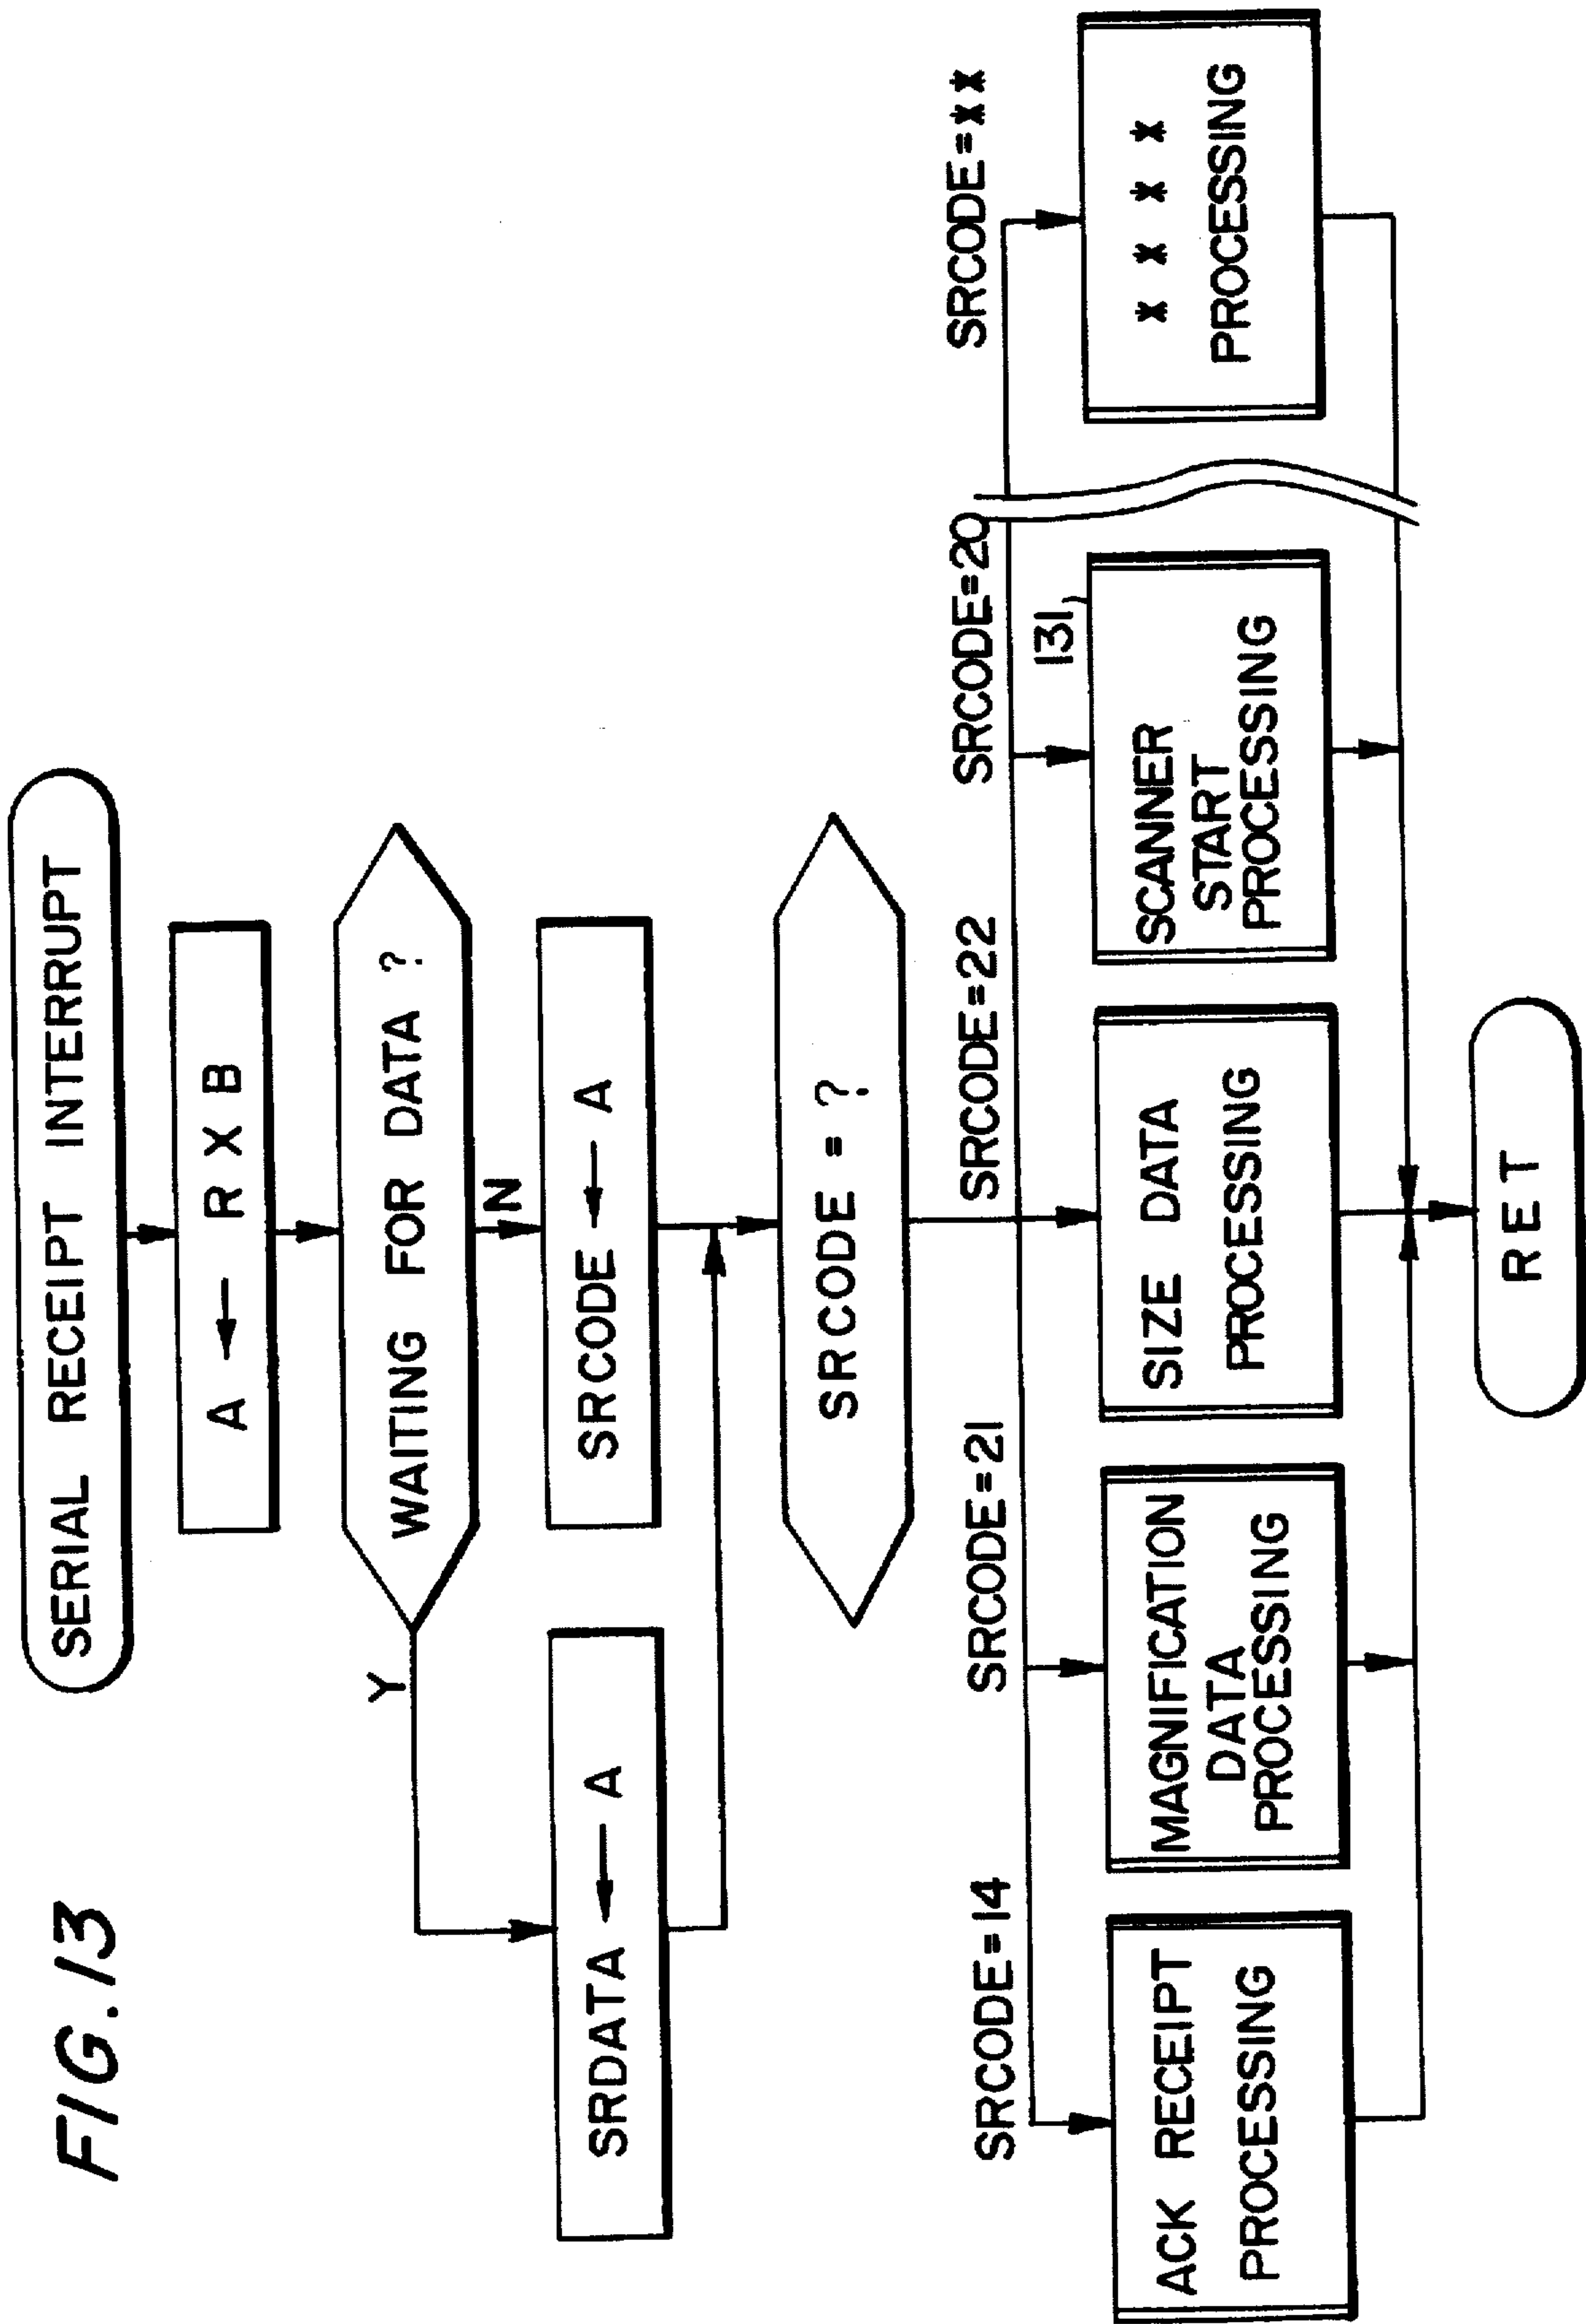 FIG. 13
SERIAL RECEIPT INTERRUPT
A ← R X B
WAITING FOR DATA ?
Y
N
SRDATA ← A
SRCODE ← A
SRCODE = ?
SRCODE=14
SRCODE=21
SRCODE=22
SRCODE=20
SRCODE=**
131
ACK RECEIPT
PROCESSING
MAGNIFICATION
DATA
PROCESSING
SIZE DATA
PROCESSING
SCANNER
START
PROCESSING
* * * *
PROCESSING
RET